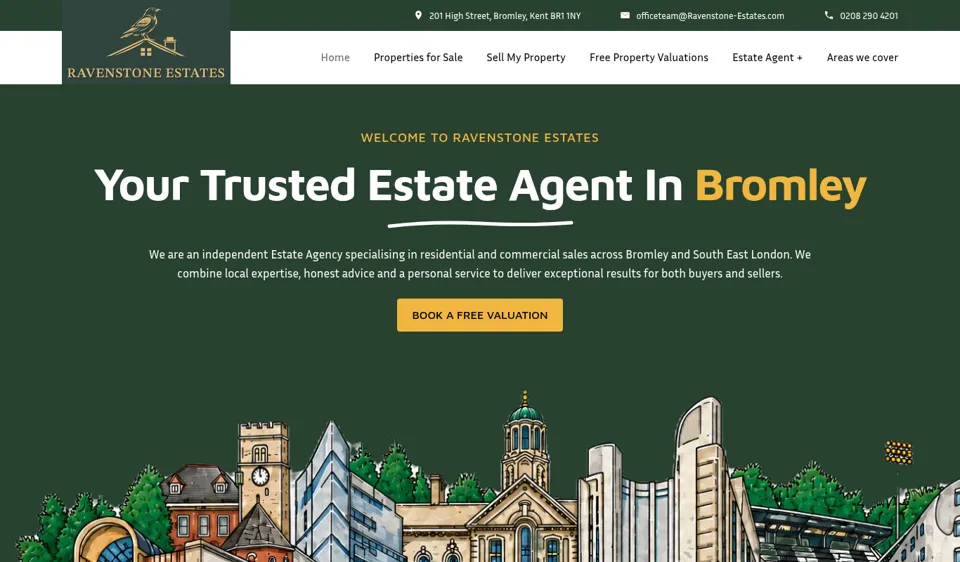 201 High Street, Bromley, Kent BR1 1NY
officeteam@Ravenstone-Estates.com
0208 290 4201
RAVENSTONE ESTATES
Home
Properties for Sale
Sell My Property
Free Property Valuations
Estate Agent +
Areas we cover
WELCOME TO RAVENSTONE ESTATES
Your Trusted Estate Agent In Bromley
We are an independent Estate Agency specialising in residential and commercial sales across Bromley and South East London. We
combine local expertise, honest advice and a personal service to deliver exceptional results for both buyers and sellers.
BOOK A FREE VALUATION